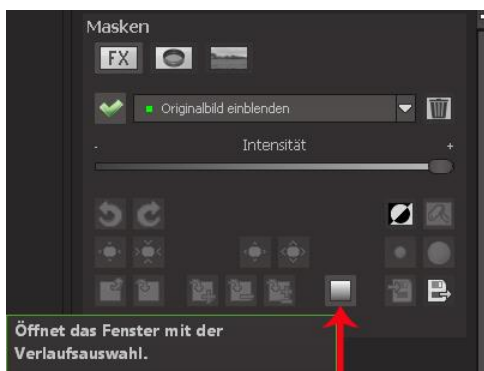 Masken
FX
Originalbild einblenden
- Intensität +
Öffnet das Fenster mit der
Verlaufsauswahl.